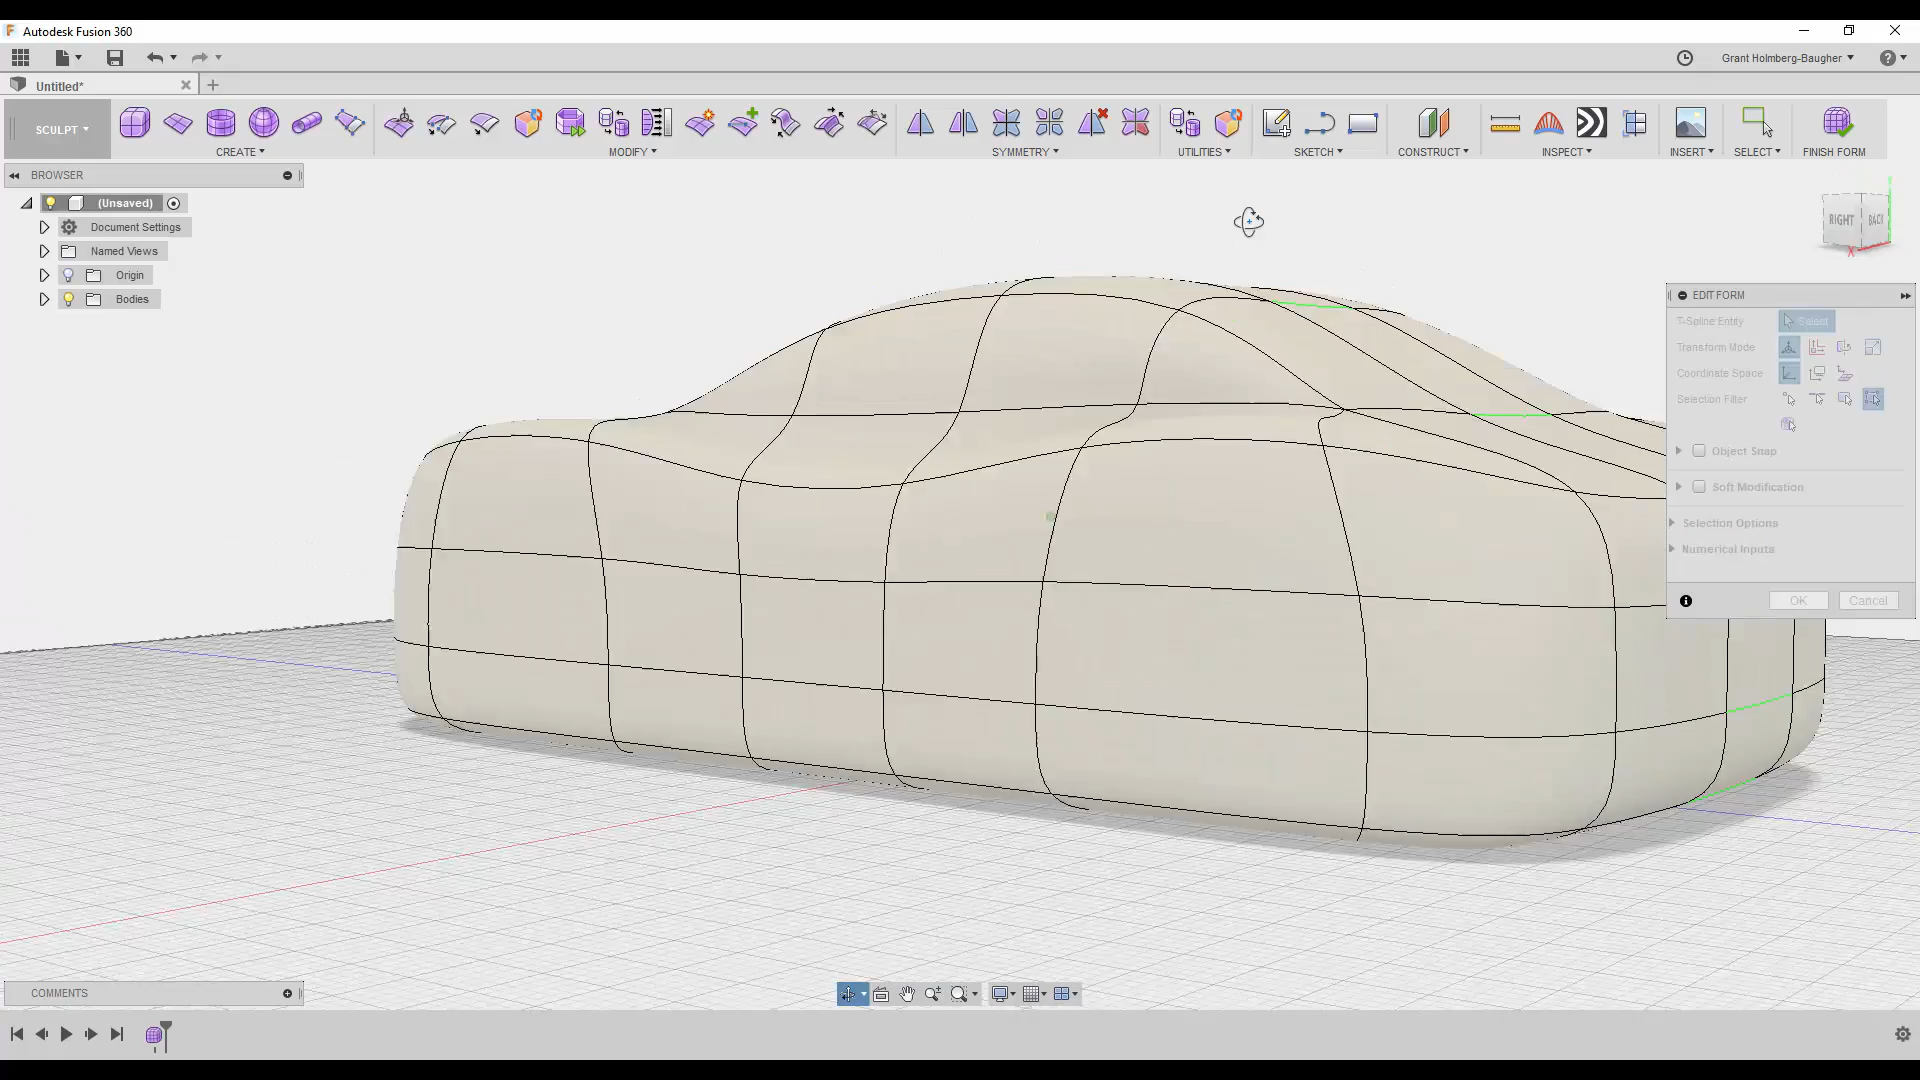 Autodesk Fusion 360
Grant Holmberg-Baugher
Untitled*
SCULPT
CREATE
MODIFY
SYMMETRY
UTILITIES
SKETCH
CONSTRUCT
INSPECT
INSERT
SELECT
FINISH FORM
BROWSER
(Unsaved)
Document Settings
Named Views
Origin
Bodies
RIGHT
BACK
X
EDIT FORM
T-Spline Entity
Select
Transform Mode
Coordinate Space
Selection Filter
Object Snap
Soft Modification
Selection Options
Numerical Inputs
OK
Cancel
COMMENTS